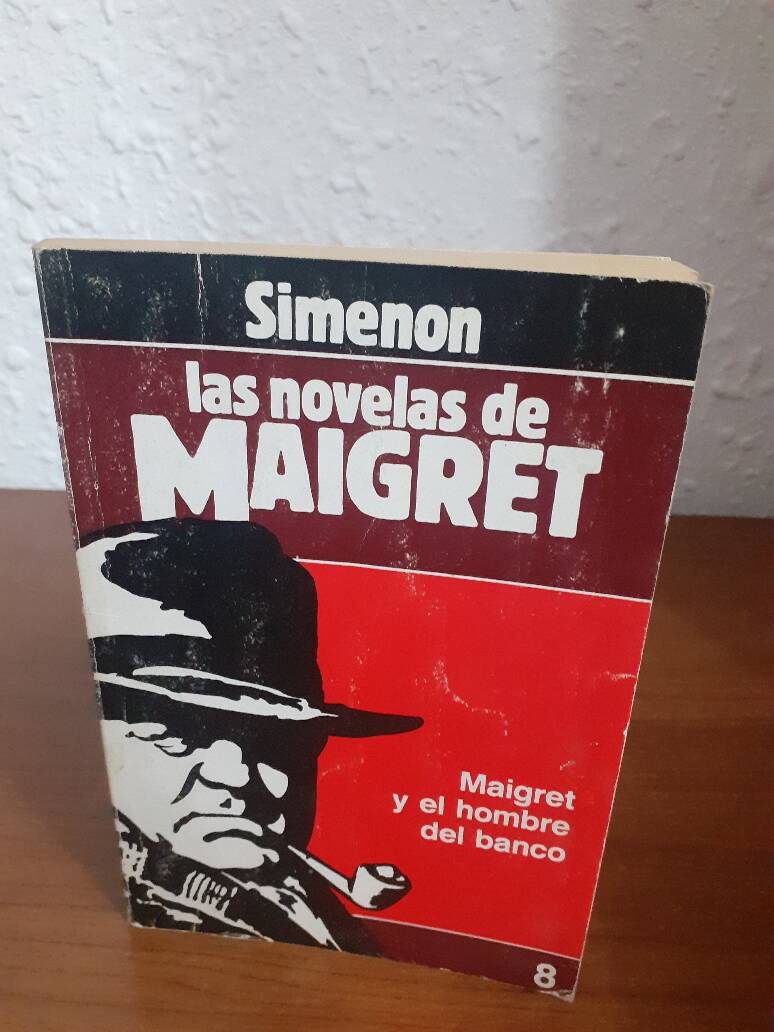 Simenon
las novelas de
MAIGRET
Maigret
y el hombre
del banco
8